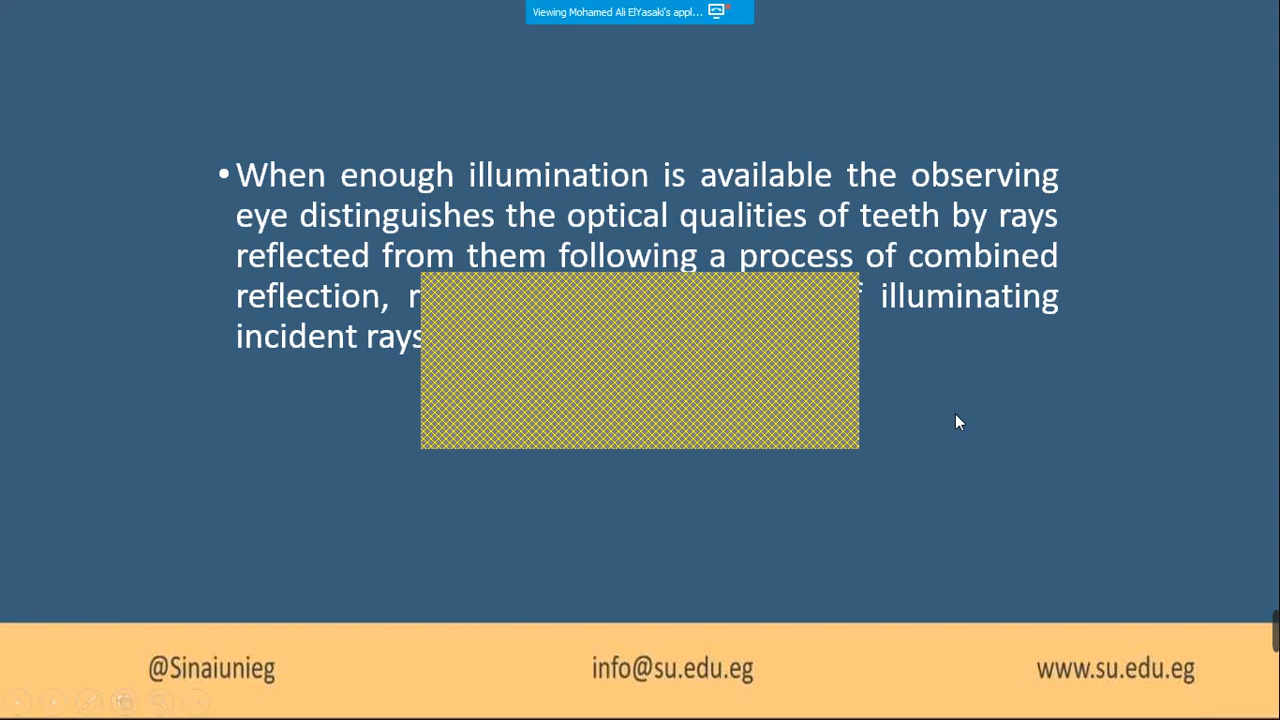 Viewing Mohamed Ali ElYasaki's appl...
• When enough illumination is available the observing
eye distinguishes the optical qualities of teeth by rays
reflected from them following a process of combined
reflection, illuminating
incident rays
@Sinaiunieg
info@su.edu.eg
www.su.edu.eg